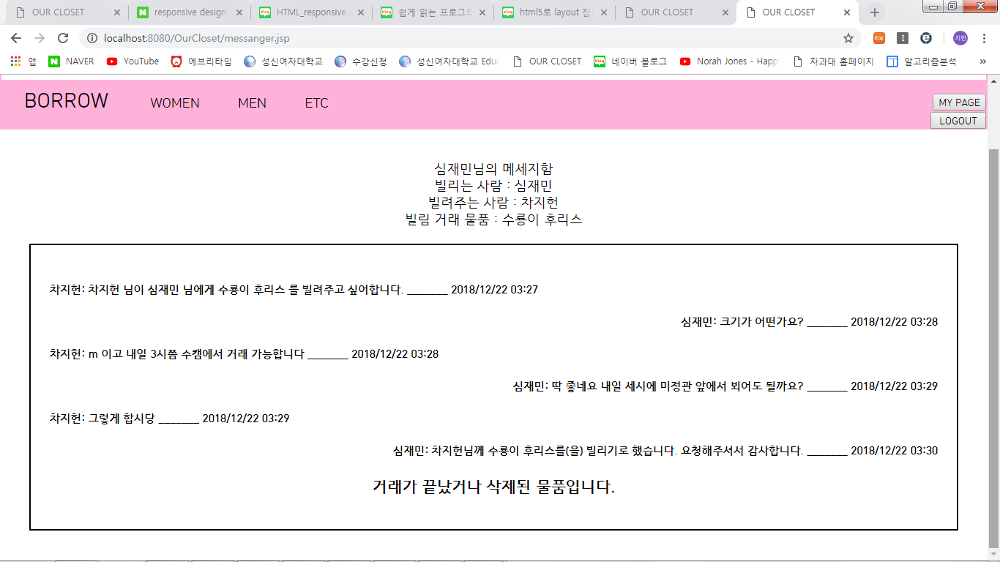 OUR CLOSET
responsive design
HTML_responsive
쉽게 읽는 프로그래
html5로 layout 잡기
OUR CLOSET
OUR CLOSET
localhost:8080/OurCloset/messanger.jsp
지헌
앱
NAVER
YouTube
에브리타임
성신여자대학교
수강신청
성신여자대학교 Educ
OUR CLOSET
네이버 블로그
Norah Jones - Happ
자과대 홈페이지
알고리즘분석
»
BORROW
WOMEN
MEN
ETC
MY PAGE
LOGOUT
심재민님의 메세지함
빌리는 사람 : 심재민
빌려주는 사람 : 차지헌
빌림 거래 물품 : 수룡이 후리스
차지헌: 차지헌 님이 심재민 님에게 수룡이 후리스 를 빌려주고 싶어합니다. _______ 2018/12/22 03:27
심재민: 크기가 어떤가요? _______ 2018/12/22 03:28
차지헌: m 이고 내일 3시쯤 수캠에서 거래 가능합니다 _______ 2018/12/22 03:28
심재민: 딱 좋네요 내일 세시에 미정관 앞에서 뵈어도 될까요? _______ 2018/12/22 03:29
차지헌: 그렇게 합시당 _______ 2018/12/22 03:29
심재민: 차지헌님께 수룡이 후리스를(을) 빌리기로 했습니다. 요청해주셔서 감사합니다. _______ 2018/12/22 03:30
거래가 끝났거나 삭제된 물품입니다.